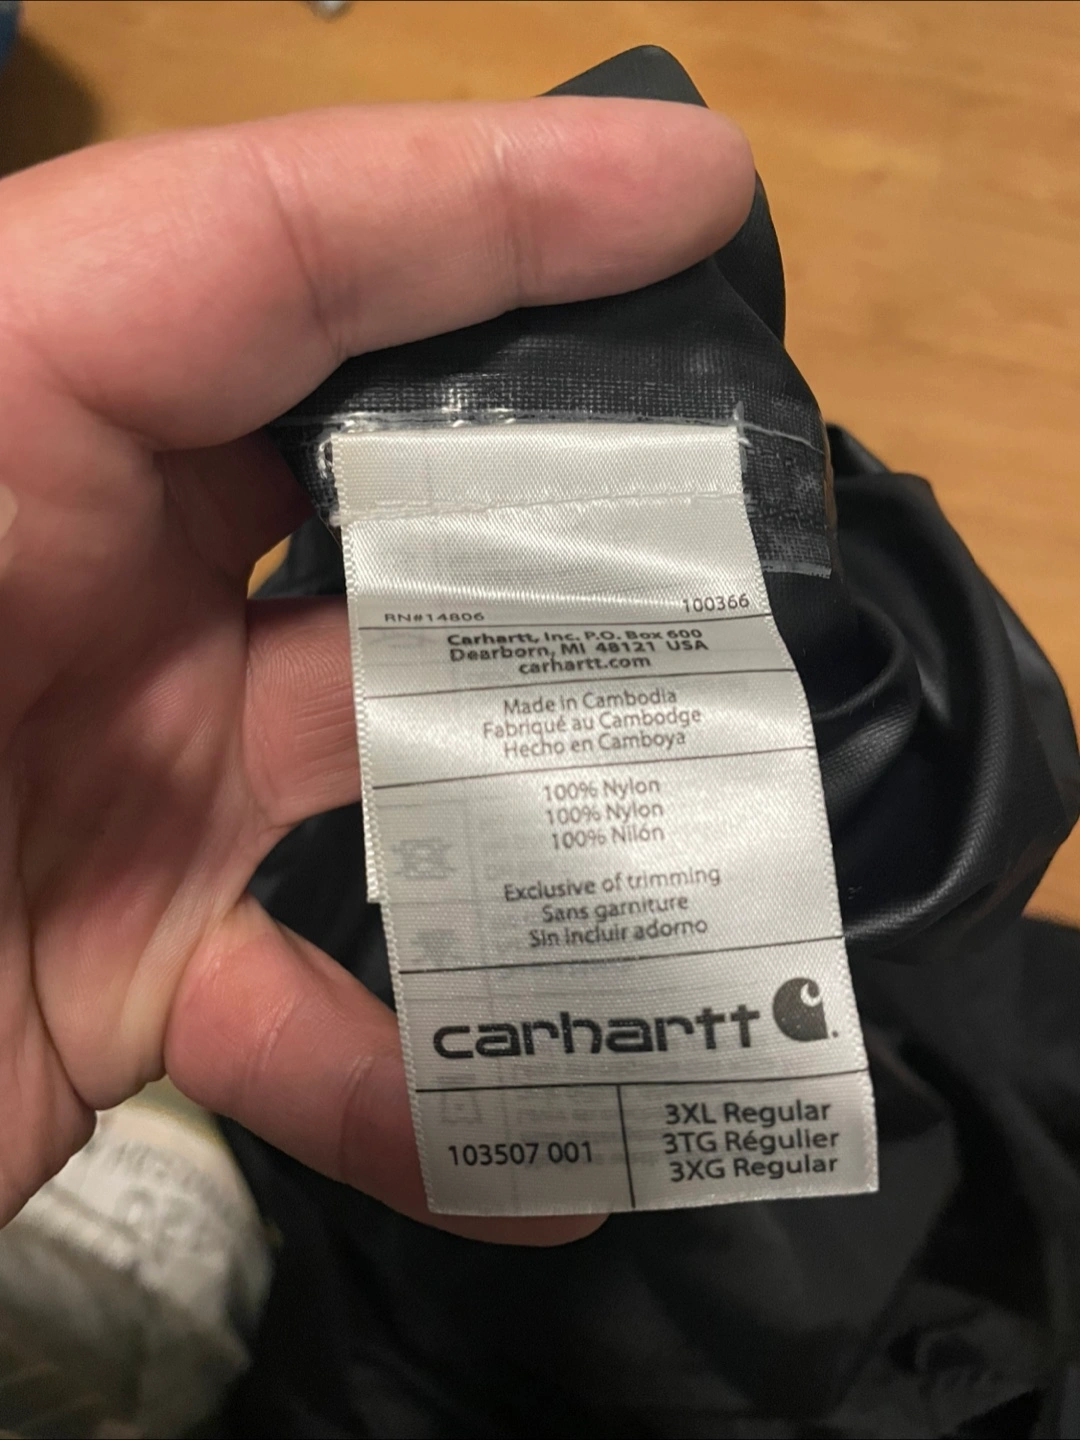 RN#14806
100366
Carhartt, Inc. P.O. Box 600
Dearborn, MI 48121 USA
carhartt.com
Made in Cambodia
Fabriqué au Cambodge
Hecho en Camboya
100% Nylon
100% Nylon
100% Nilón
Exclusive of trimming
Sans garniture
Sin incluir adorno
carhartt
103507 001
3XL Regular
3TG Régulier
3XG Regular